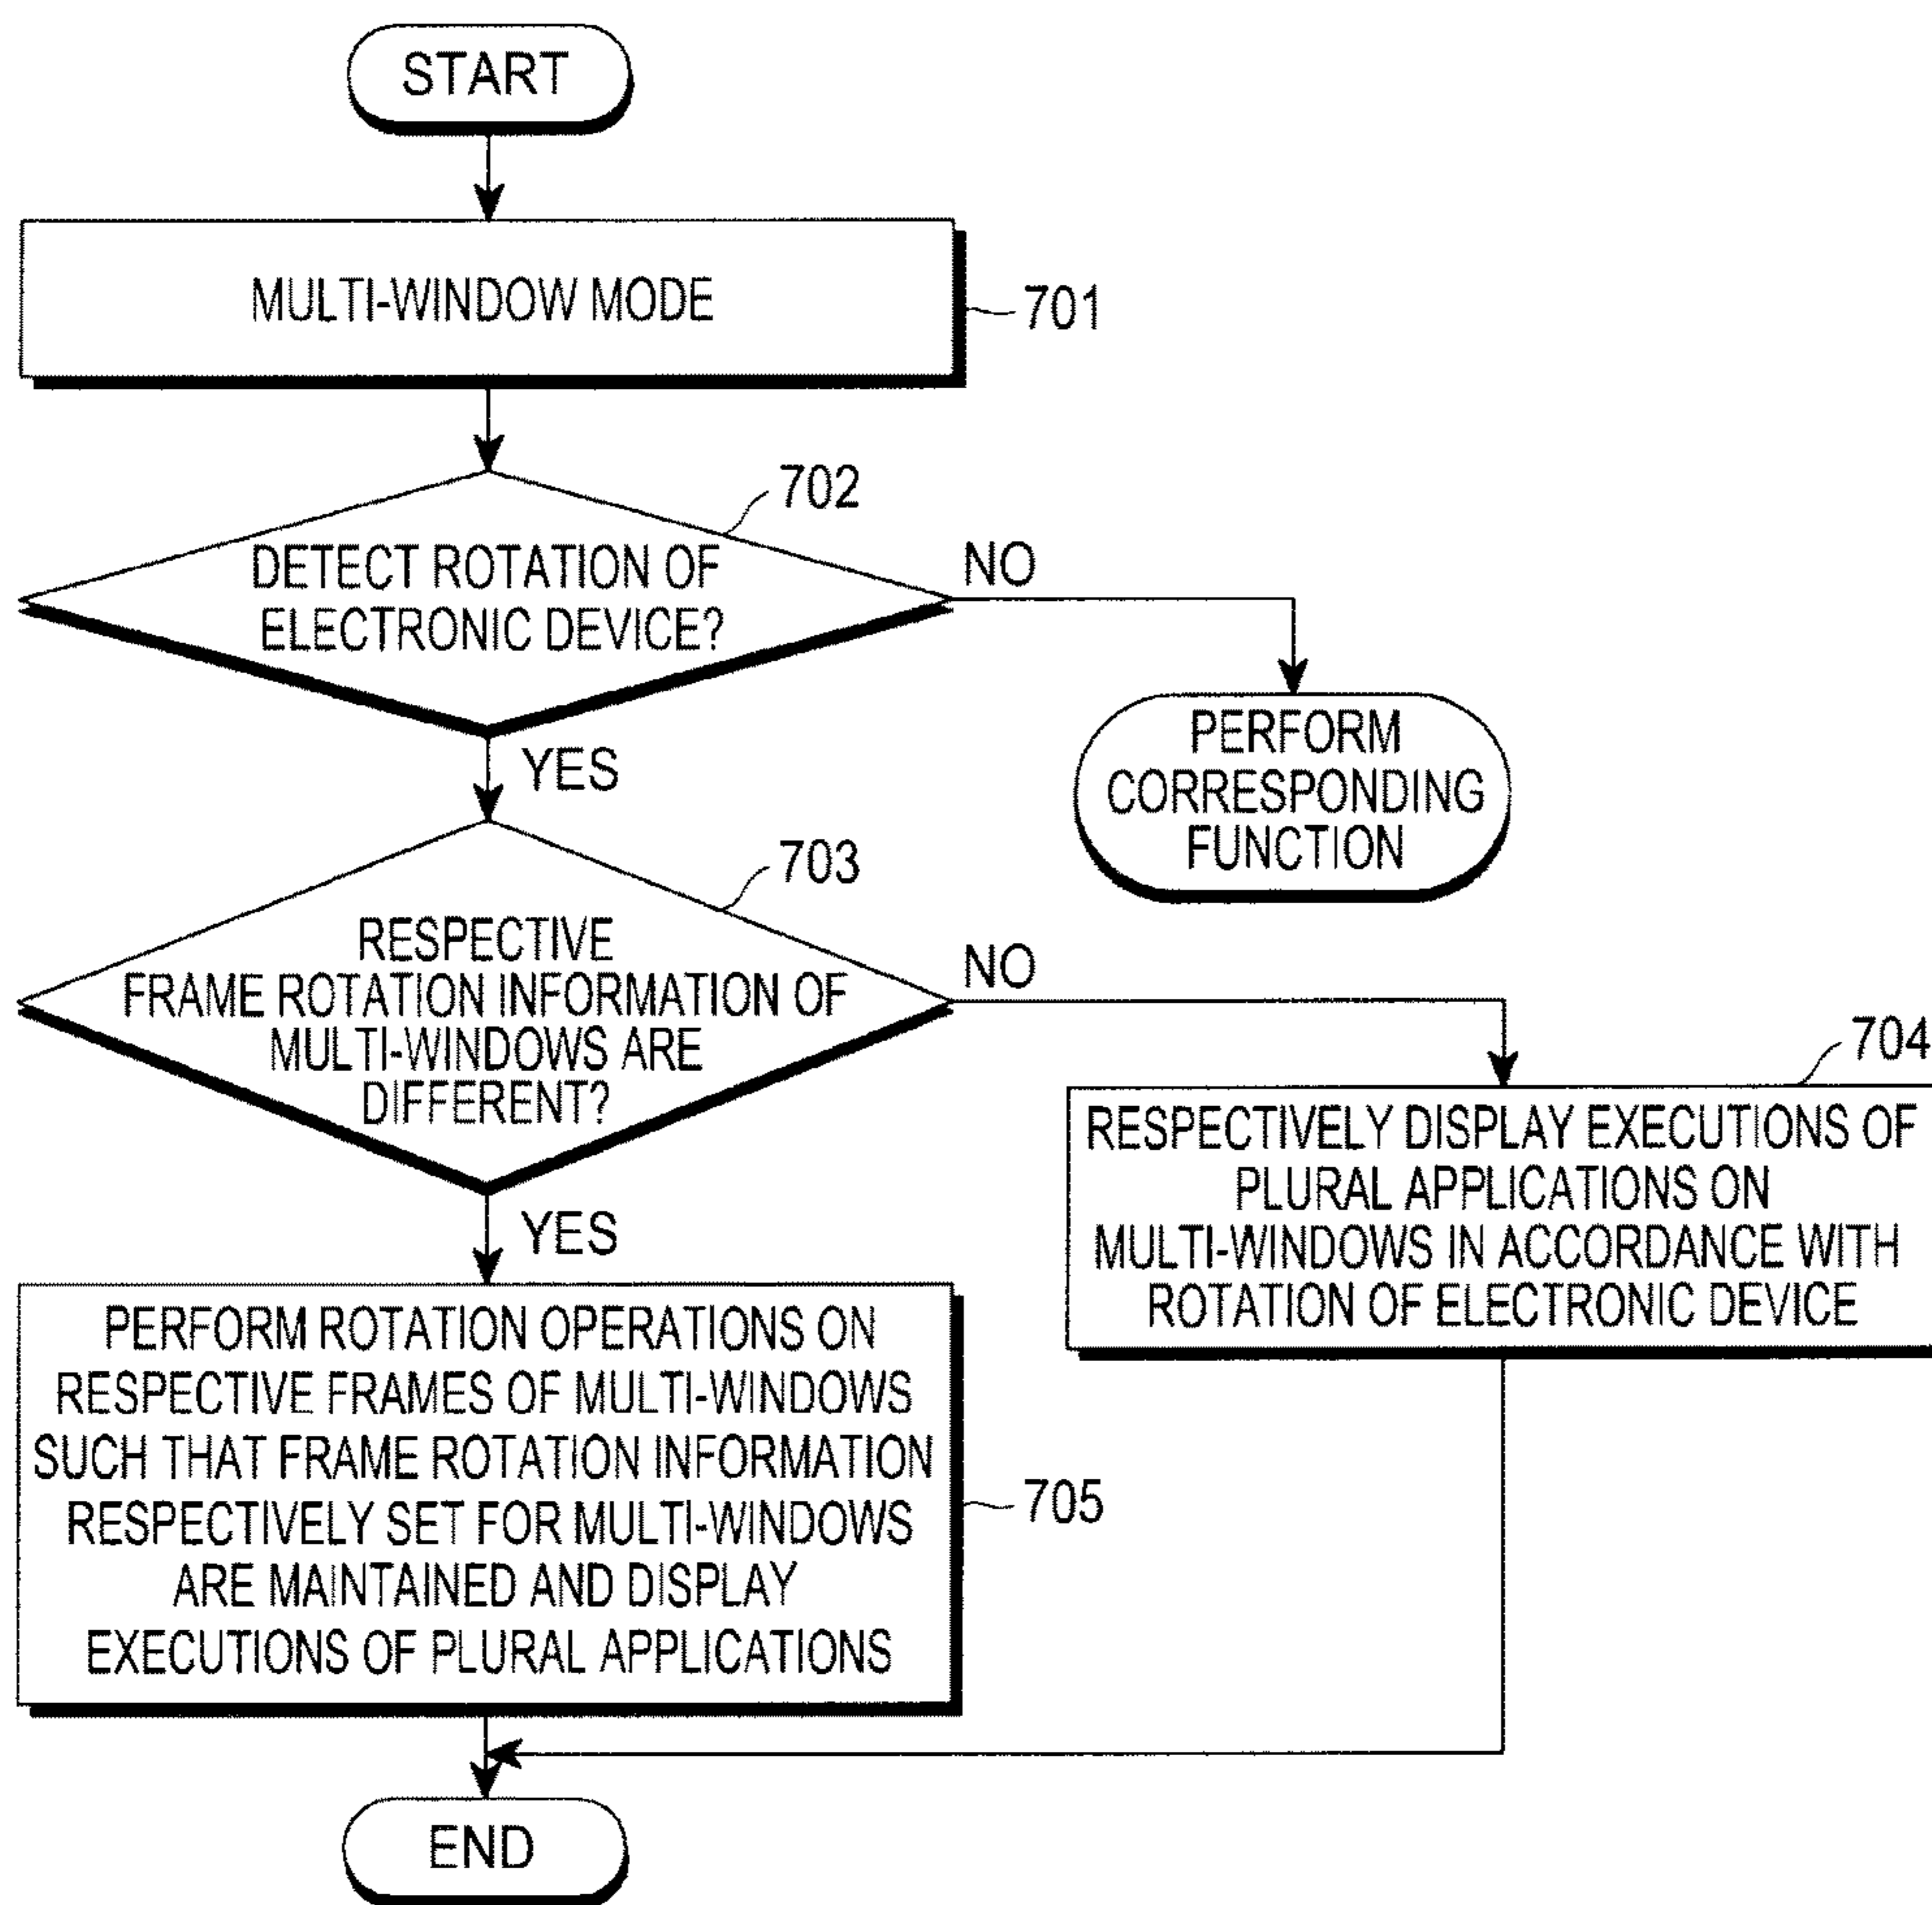 START
MULTI-WINDOW MODE
701
702
DETECT ROTATION OF
ELECTRONIC DEVICE?
NO
YES
PERFORM
CORRESPONDING
FUNCTION
703
RESPECTIVE
FRAME ROTATION INFORMATION OF
MULTI-WINDOWS ARE
DIFFERENT?
NO
YES
704
RESPECTIVELY DISPLAY EXECUTIONS OF
PLURAL APPLICATIONS ON
MULTI-WINDOWS IN ACCORDANCE WITH
ROTATION OF ELECTRONIC DEVICE
PERFORM ROTATION OPERATIONS ON
RESPECTIVE FRAMES OF MULTI-WINDOWS
SUCH THAT FRAME ROTATION INFORMATION
RESPECTIVELY SET FOR MULTI-WINDOWS
ARE MAINTAINED AND DISPLAY
EXECUTIONS OF PLURAL APPLICATIONS
705
END